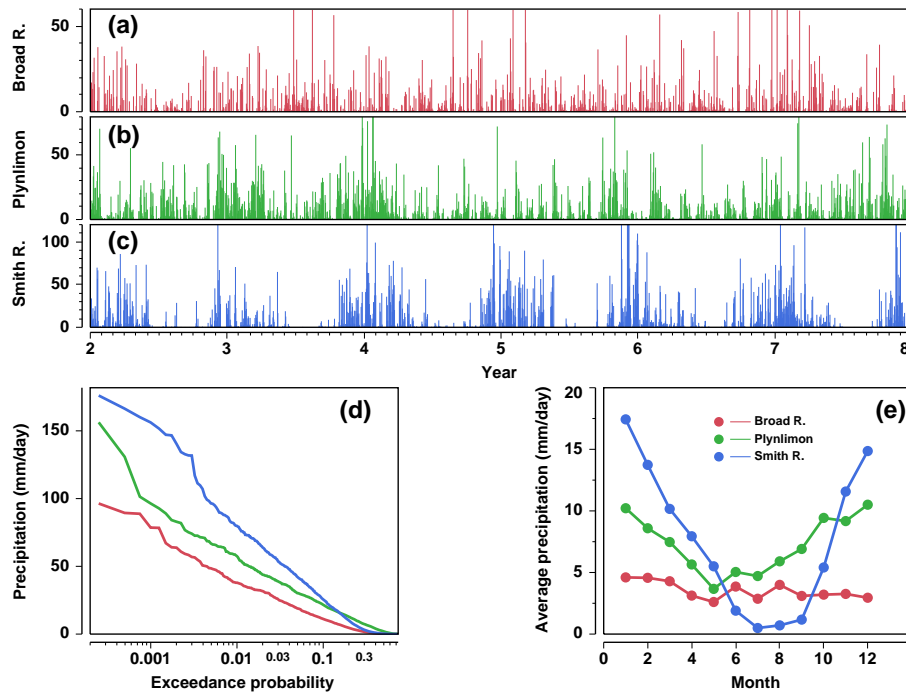 (a)
Broad R.
50
0
(b)
Plynlimon
50
0
(c)
Smith R.
100
50
0
2 3 4 5 6 7 8
Year
(d)
Precipitation (mm/day)
150
100
50
0
0.001 0.01 0.03 0.1 0.3
Exceedance probability
(e)
Average precipitation (mm/day)
20
15
10
5
0
Broad R.
Plynlimon
Smith R.
0 2 4 6 8 10 12 14
Month